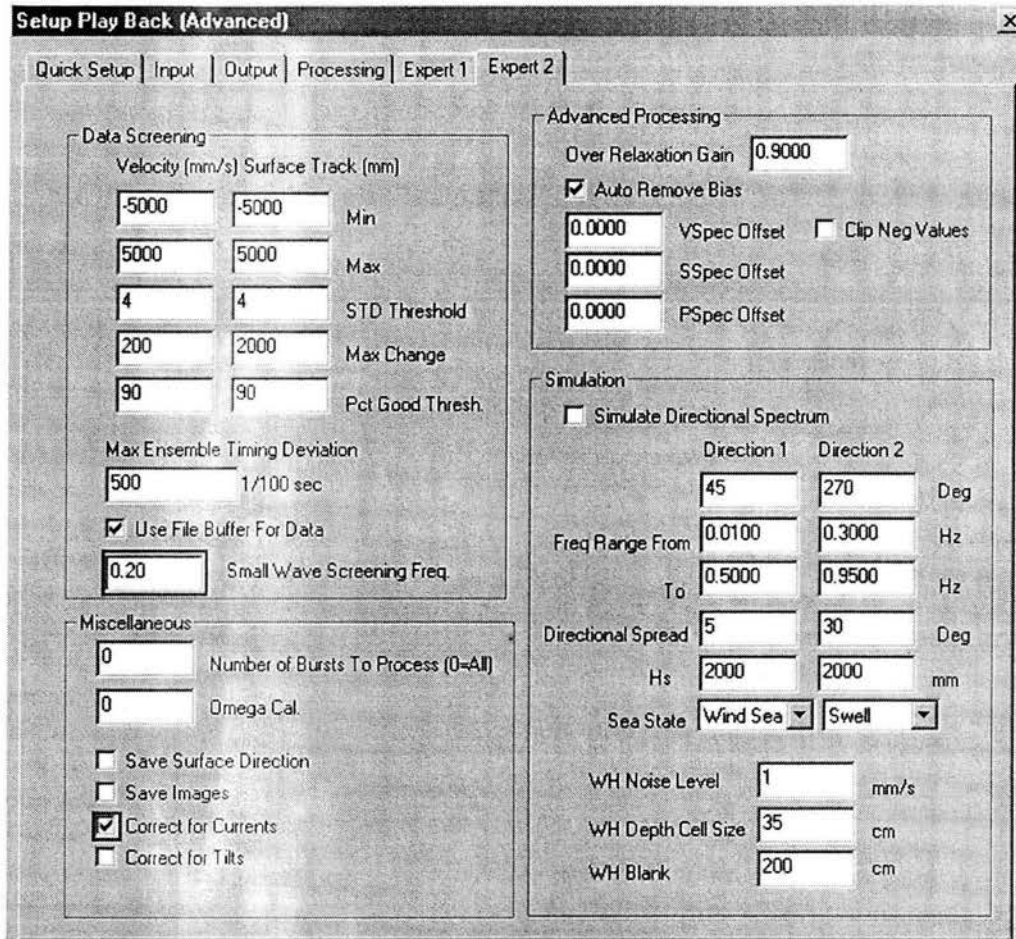 Setup Play Back (Advanced)
Quick Setup Input Output Processing Expert 1 Expert 2
Data Screening
Velocity (mm/s) Surface Track (mm)
-5000 -5000 Min
5000 5000 Max
4 4 STD Threshold
200 2000 Max Change
90 90 Pct Good Thresh.
Max Ensemble Timing Deviation
500 1/100 sec
Use File Buffer For Data
0.20 Small Wave Screening Freq.
Miscellaneous
0 Number of Bursts To Process (0=All)
0 Omega Cal.
Save Surface Direction
Save Images
Correct for Currents
Correct for Tilts
Advanced Processing
Over Relaxation Gain 0.9000
Auto Remove Bias
0.0000 VSpec Offset Clip Neg Values
0.0000 SSpec Offset
0.0000 PSpec Offset
Simulation
Simulate Directional Spectrum
Direction 1 Direction 2
45 270 Deg
Freq Range From 0.0100 0.3000 Hz
To 0.5000 0.9500 Hz
Directional Spread 5 30 Deg
Hs 2000 2000 mm
Sea State Wind Sea Swell
WH Noise Level 1 mm/s
WH Depth Cell Size 35 cm
WH Blank 200 cm